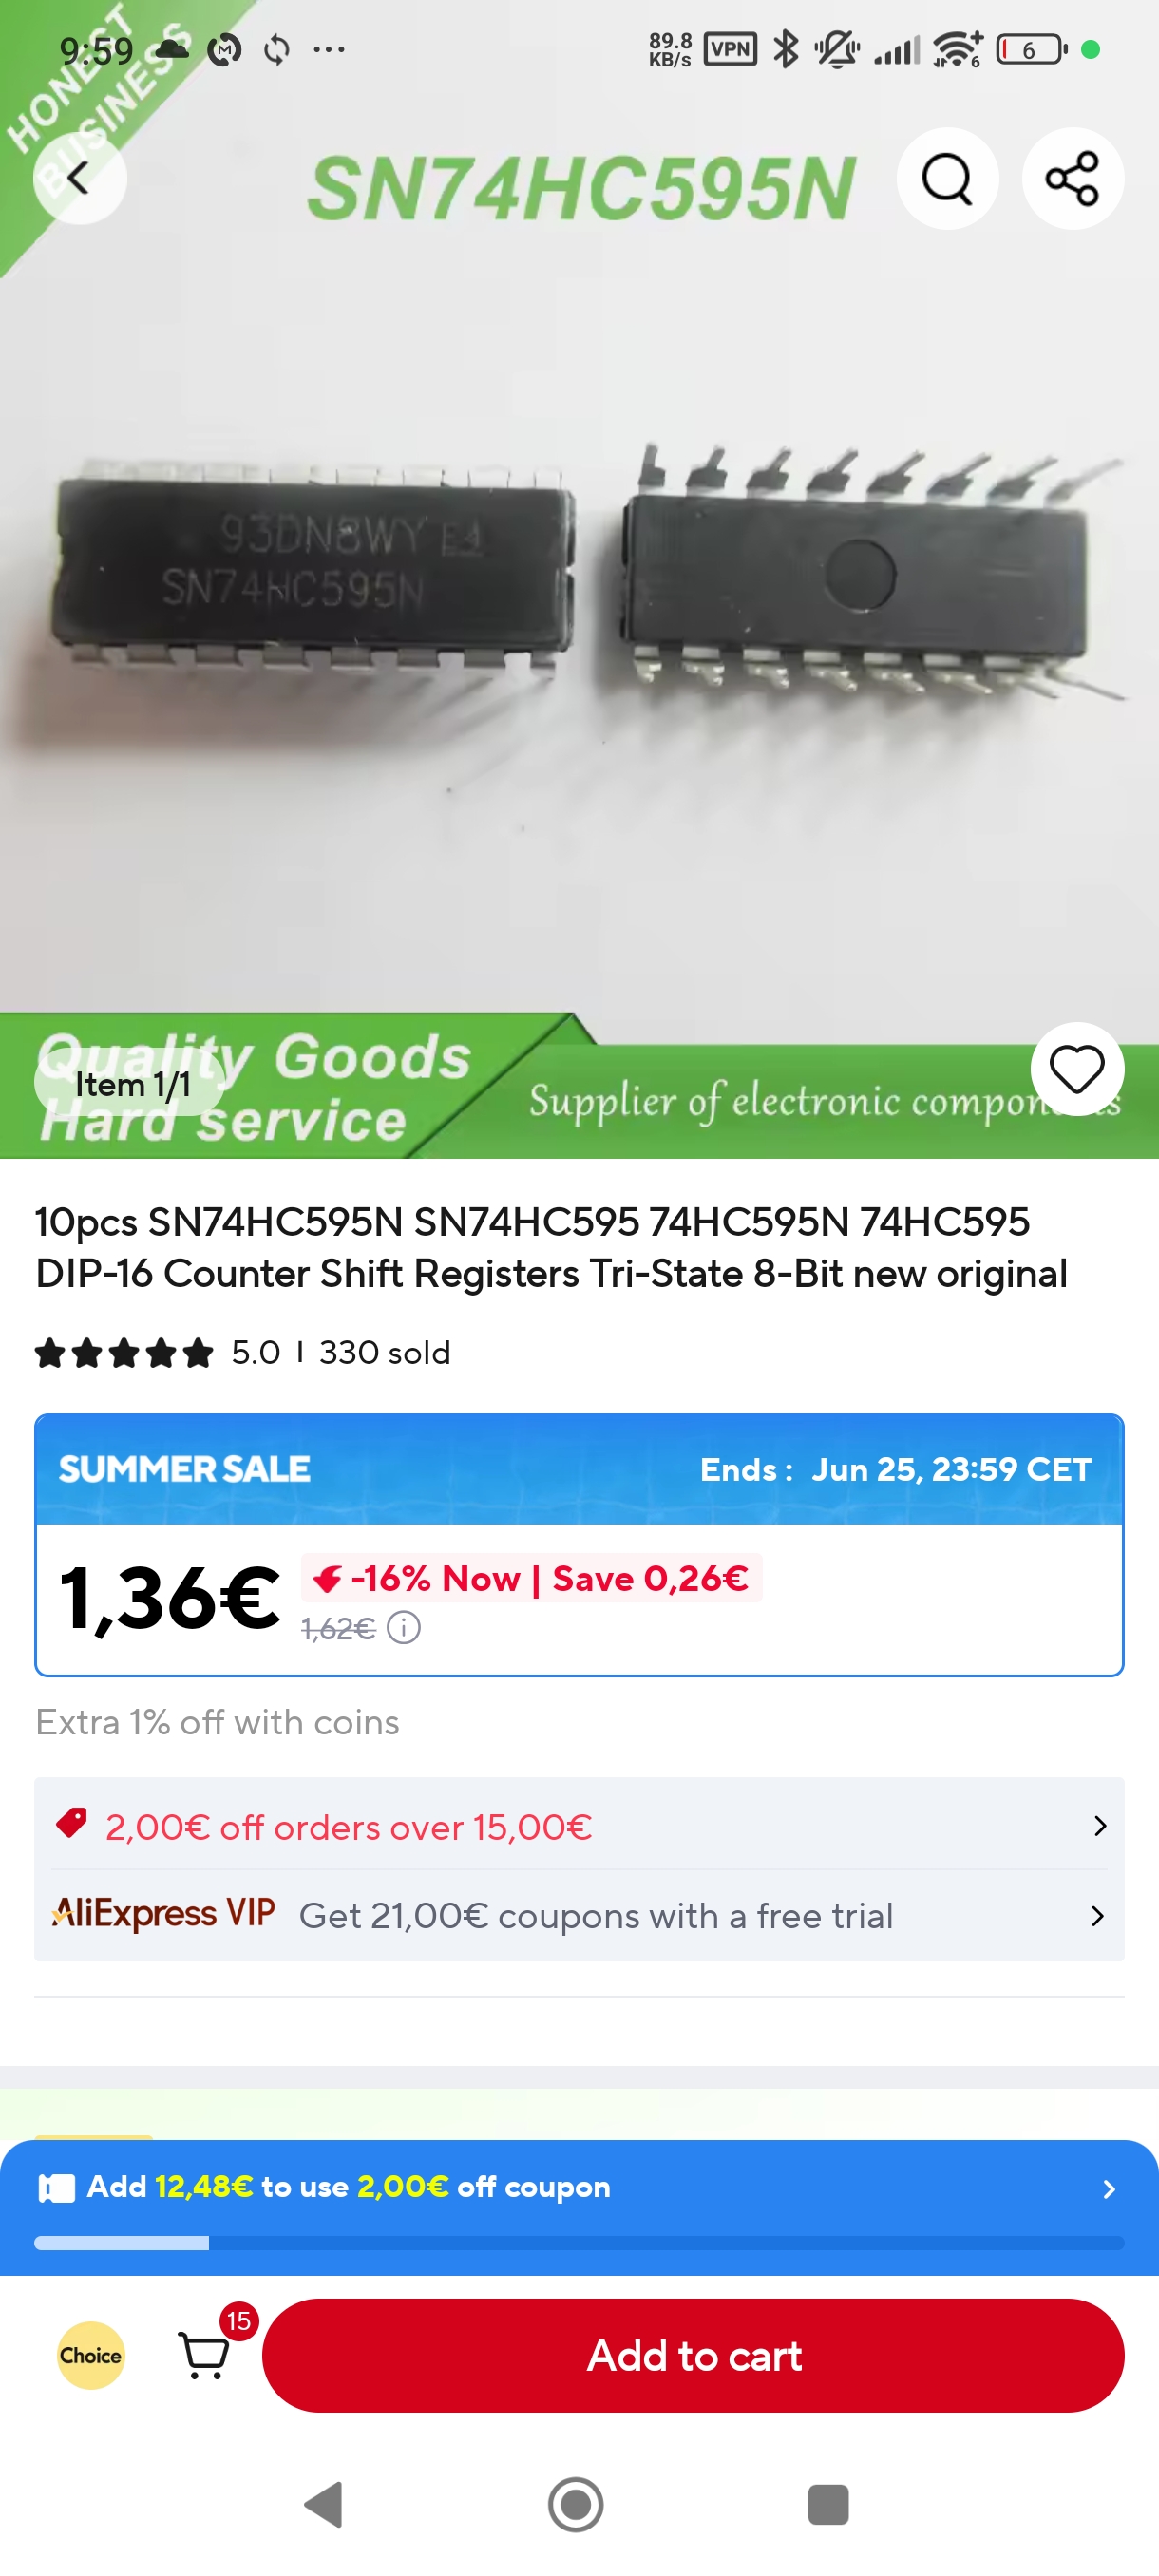 9:59
89.8
KB/s
VPN
6
6
HONEST
BUSINESS
SN74HC595N
93DN8WY E4
SN74HC595N
Quality Goods
Hard service
Item 1/1
Supplier of electronic components
10pcs SN74HC595N SN74HC595 74HC595N 74HC595
DIP-16 Counter Shift Registers Tri-State 8-Bit new original
5.0 | 330 sold
SUMMER SALE
Ends : Jun 25, 23:59 CET
1,36€
-16% Now | Save 0,26€
1,62€
Extra 1% off with coins
2,00€ off orders over 15,00€
AliExpress VIP Get 21,00€ coupons with a free trial
Add 12,48€ to use 2,00€ off coupon
Choice
15
Add to cart